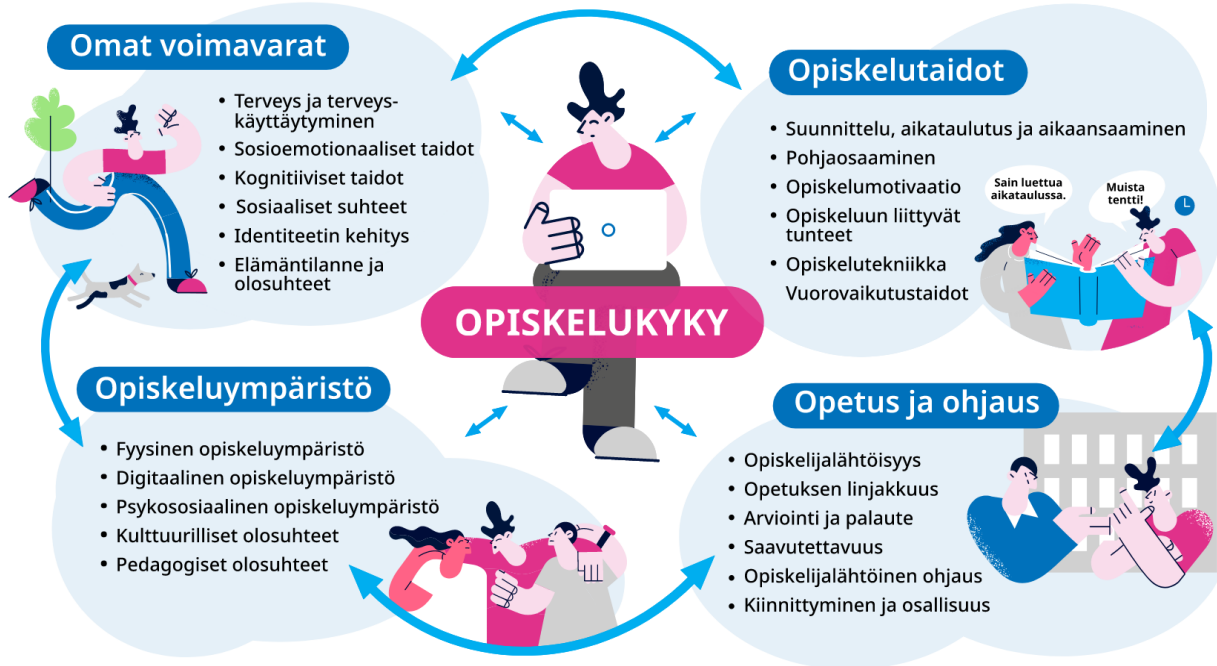 Omat voimavarat
• Terveys ja terveys-
käyttäytyminen
• Sosioemotionaaliset taidot
• Kognitiiviset taidot
• Sosiaaliset suhteet
• Identiteetin kehitys
• Elämäntilanne ja
olosuhteet
Opiskelutaidot
• Suunnittelu, aikataulutus ja aikaansaaminen
• Pohjaosaaminen
• Opiskelumotivaatio
• Opiskeluun liittyvät
tunteet
• Opiskelutekniikka
Vuorovaikutustaidot
Sain luettua
aikataulussa.
Muista
tentti!
OPISKELUKYKY
Opiskeluympäristö
• Fyysinen opiskeluympäristö
• Digitaalinen opiskeluympäristö
• Psykososiaalinen opiskeluympäristö
• Kulttuurilliset olosuhteet
• Pedagogiset olosuhteet
Opetus ja ohjaus
• Opiskelijalähtöisyys
• Opetuksen linjakkuus
• Arviointi ja palaute
• Saavutettavuus
• Opiskelijalähtöinen ohjaus
• Kiinnittyminen ja osallisuus